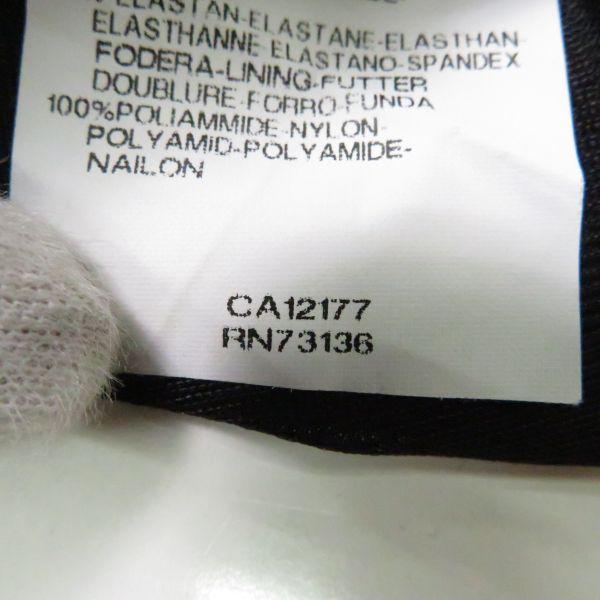 ELASTAN-ELASTANE-ELASTHAN-
ELASTHANNE-ELASTANO-SPANDEX
FODERA-LINING-FUTTER
DOUBLURE-FORRO-FUNDA
100%POLIAMMIDE-NYLON-
POLYAMID-POLYAMIDE-
NAILON
CA12177
RN73136